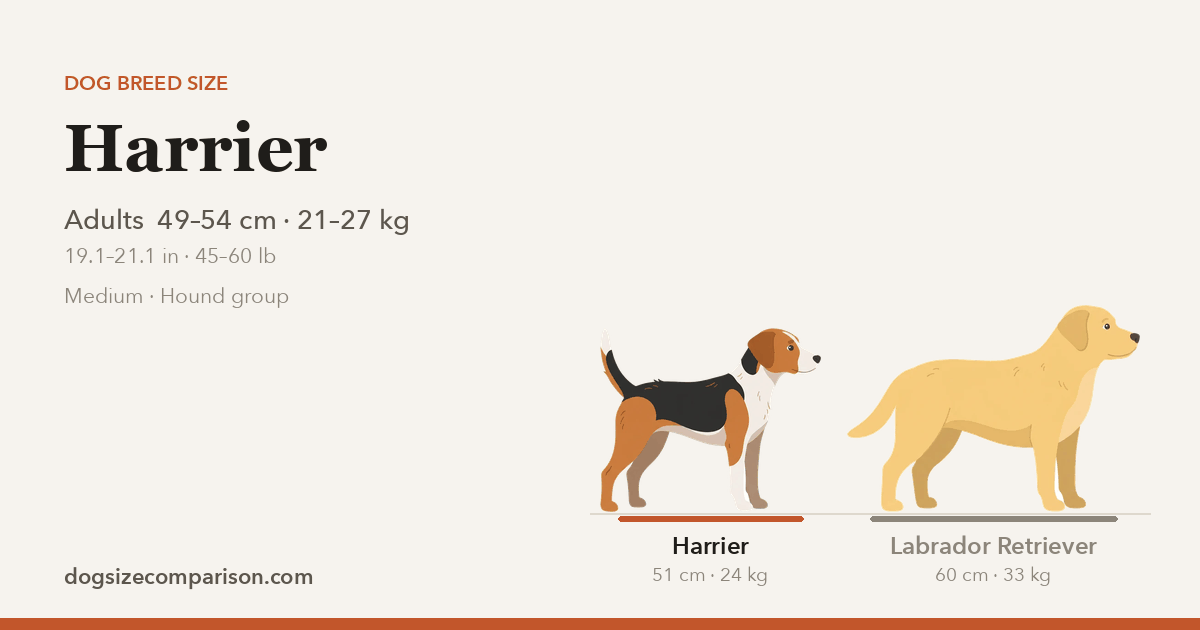 DOG BREED SIZE
Harrier
Adults 49–54 cm · 21–27 kg
19.1–21.1 in · 45–60 lb
Medium · Hound group
Harrier
51 cm · 24 kg
Labrador Retriever
60 cm · 33 kg
dogsizecomparison.com